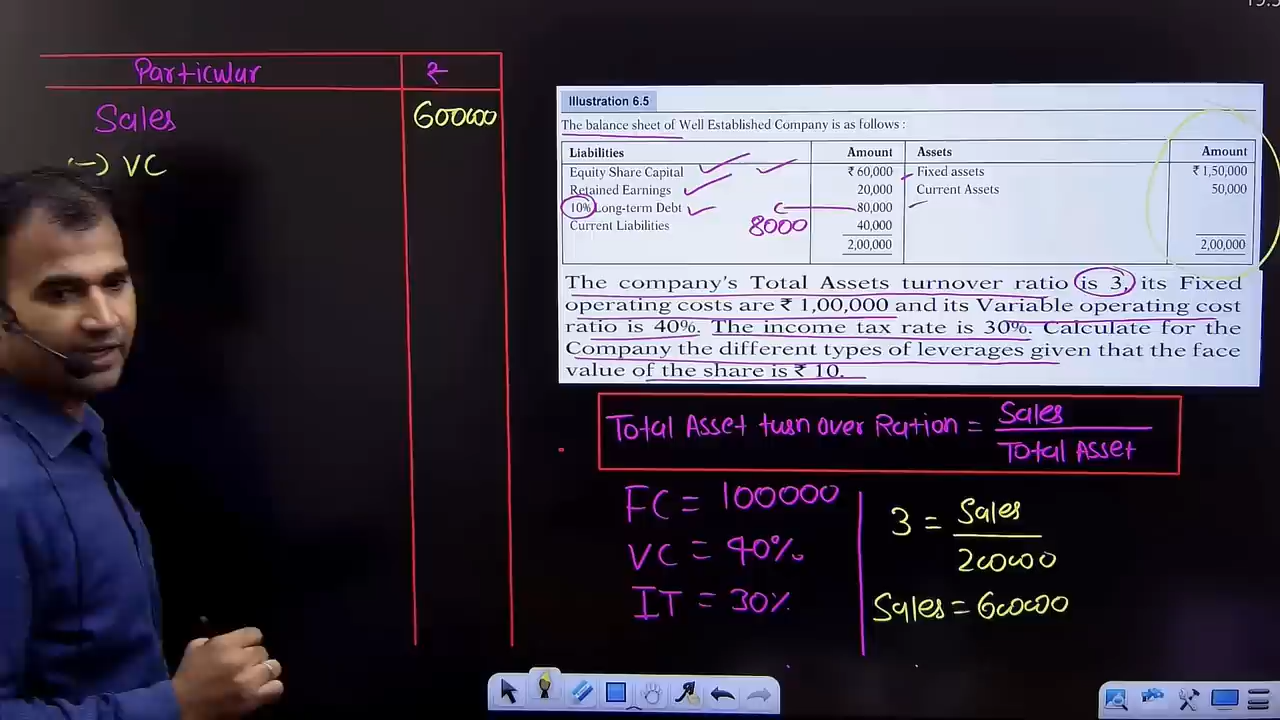 Particular ₹
Sales 600000
(-) VC
Illustration 6.5
The balance sheet of Well Established Company is as follows :
Liabilities Amount Assets Amount
Equity Share Capital ₹ 60,000 Fixed assets ₹ 1,50,000
Retained Earnings 20,000 Current Assets 50,000
10% Long-term Debt 80,000
Current Liabilities 8000 40,000
2,00,000 2,00,000
The company's Total Assets turnover ratio is 3, its Fixed
operating costs are ₹ 1,00,000 and its Variable operating cost
ratio is 40%. The income tax rate is 30%. Calculate for the
Company the different types of leverages given that the face
value of the share is ₹ 10.
Total Asset turnover Ration = Sales
Total Asset
FC = 100000
VC = 40%
IT = 30%
3 = Sales
200000
Sales = 600000